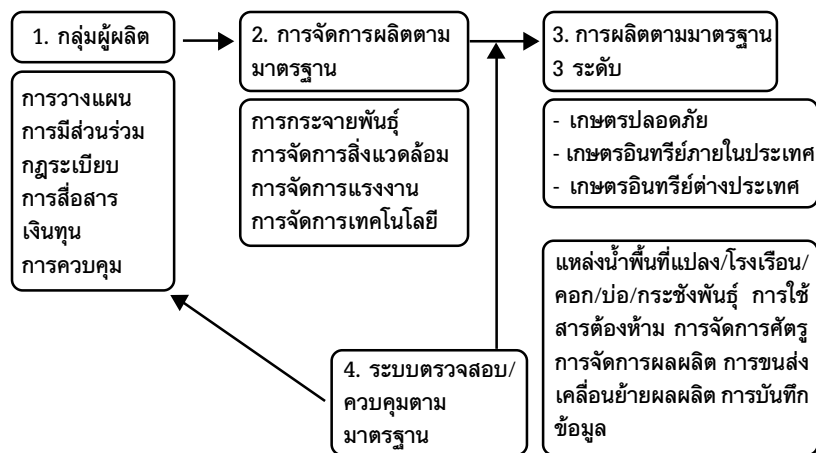 1. กลุ่มผู้ผลิต
การวางแผน
การมีส่วนร่วม
กฎระเบียบ
การสื่อสาร
เงินทุน
การควบคุม
2. การจัดการผลิตตาม
มาตรฐาน
การกระจายพันธุ์
การจัดการสิ่งแวดล้อม
การจัดการแรงงาน
การจัดการเทคโนโลยี
3. การผลิตตามมาตรฐาน
3 ระดับ
- เกษตรปลอดภัย
- เกษตรอินทรีย์ภายในประเทศ
- เกษตรอินทรีย์ต่างประเทศ
แหล่งน้ำพื้นที่แปลง/โรงเรือน/
คอก/บ่อ/กระชังพันธุ์ การใช้
สารต้องห้าม การจัดการศัตรู
การจัดการผลผลิต การขนส่ง
เคลื่อนย้ายผลผลิต การบันทึก
ข้อมูล
4. ระบบตรวจสอบ/
ควบคุมตาม
มาตรฐาน